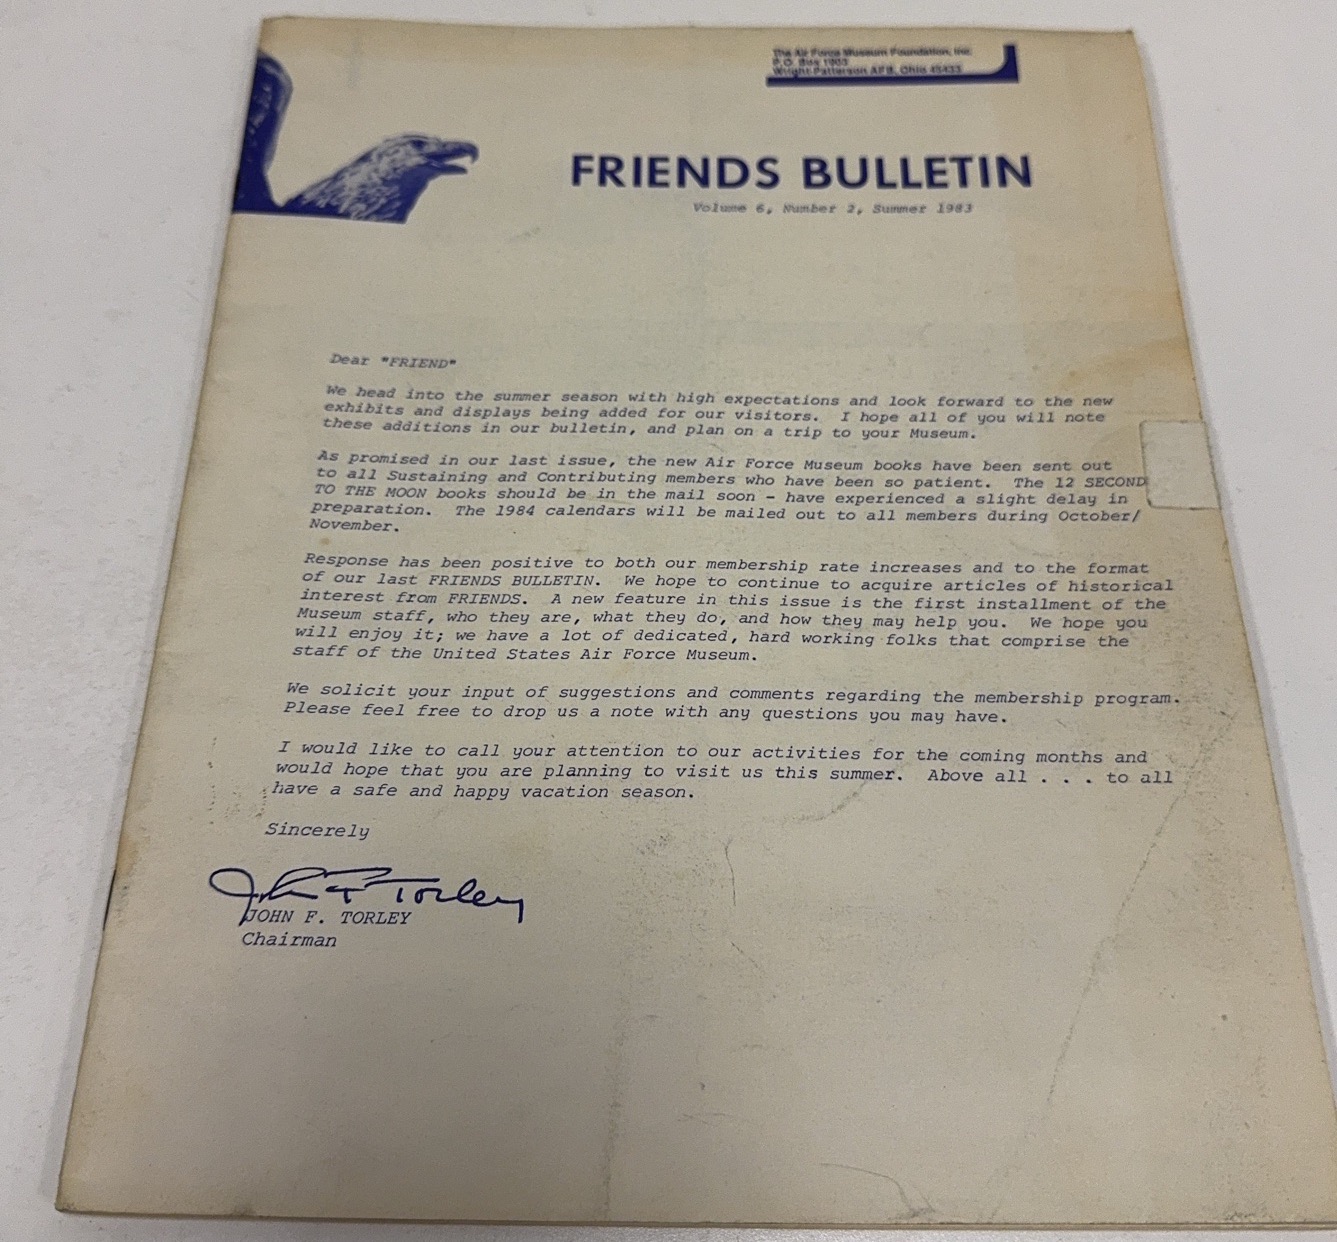 The Air Force Museum Foundation, Inc.
P.O. Box 1903
Wright-Patterson AFB, Ohio 45433
FRIENDS BULLETIN
Volume 6, Number 2, Summer 1983
Dear "FRIEND"
We head into the summer season with high expectations and look forward to the new
exhibits and displays being added for our visitors. I hope all of you will note
these additions in our bulletin, and plan on a trip to your Museum.
As promised in our last issue, the new Air Force Museum books have been sent out
to all Sustaining and Contributing members who have been so patient. The 12 SECOND
TO THE MOON books should be in the mail soon - have experienced a slight delay in
preparation. The 1984 calendars will be mailed out to all members during October/
November.
Response has been positive to both our membership rate increases and to the format
of our last FRIENDS BULLETIN. We hope to continue to acquire articles of historical
interest from FRIENDS. A new feature in this issue is the first installment of the
Museum staff, who they are, what they do, and how they may help you. We hope you
will enjoy it; we have a lot of dedicated, hard working folks that comprise the
staff of the United States Air Force Museum.
We solicit your input of suggestions and comments regarding the membership program.
Please feel free to drop us a note with any questions you may have.
I would like to call your attention to our activities for the coming months and
would hope that you are planning to visit us this summer. Above all . . . to all
have a safe and happy vacation season.
Sincerely
John F Torley
JOHN F. TORLEY
Chairman